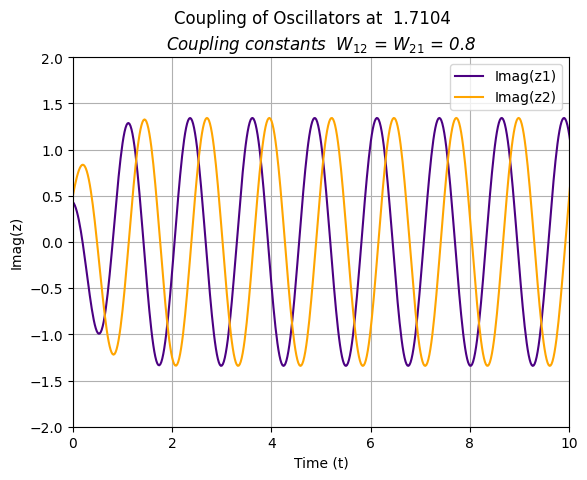 Coupling of Oscillators at  1.7104
Coupling constants  W₁₂ = W₂₁ = 0.8
Imag(z1)
Imag(z2)
Imag(z)
2.0
1.5
1.0
0.5
0.0
−0.5
−1.0
−1.5
−2.0
0 2 4 6 8 10
Time (t)